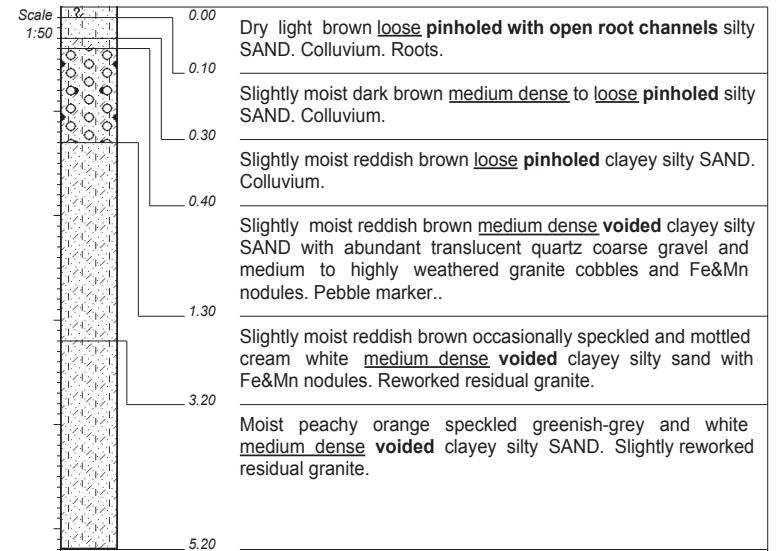 Scale
1:50
?
0.00
Dry light brown loose pinholed with open root channels silty
SAND. Colluvium. Roots.
0.10
Slightly moist dark brown medium dense to loose pinholed silty
SAND. Colluvium.
0.30
Slightly moist reddish brown loose pinholed clayey silty SAND.
Colluvium.
0.40
Slightly moist reddish brown medium dense voided clayey silty
SAND with abundant translucent quartz coarse gravel and
medium to highly weathered granite cobbles and Fe&Mn
nodules. Pebble marker..
1.30
Slightly moist reddish brown occasionally speckled and mottled
cream white medium dense voided clayey silty sand with
Fe&Mn nodules. Reworked residual granite.
3.20
Moist peachy orange speckled greenish-grey and white
medium dense voided clayey silty SAND. Slightly reworked
residual granite.
5.20